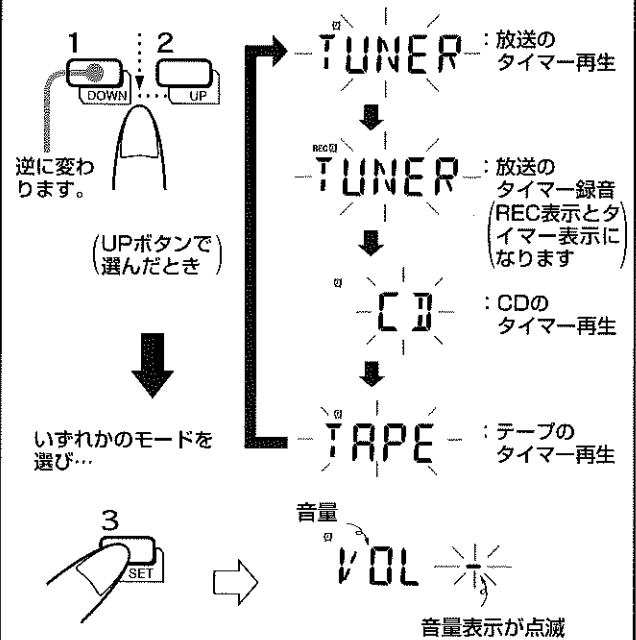 1 2
DOWN UP
逆に変わ
ります。
(UPボタンで
選んだとき)
いずれかのモードを
選び…
3
SET
TUNER :放送の
タイマー再生
REC TUNER :放送の
タイマー録音
(REC表示とタ
イマー表示に
なります)
CD :CDの
タイマー再生
TAPE :テープの
タイマー再生
音量
VOL -
音量表示が点滅